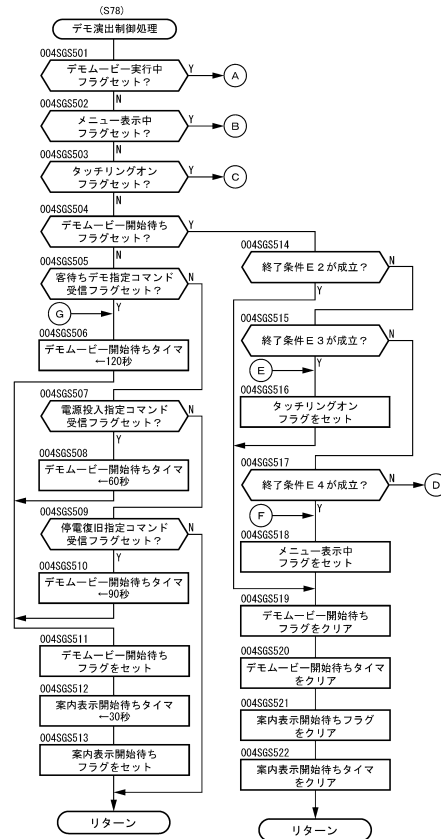 (S78)
デモ演出制御処理
004SGS501
デモムービー実行中
フラグセット？
Y
A
N
004SGS502
メニュー表示中
フラグセット？
Y
B
N
004SGS503
タッチリングオン
フラグセット？
Y
C
N
004SGS504
デモムービー開始待ち
フラグセット？
Y
N
004SGS505
客待ちデモ指定コマンド
受信フラグセット？
N
Y
G
004SGS506
デモムービー開始待ちタイマ
←120秒
004SGS507
電源投入指定コマンド
受信フラグセット？
N
Y
004SGS508
デモムービー開始待ちタイマ
←60秒
004SGS509
停電復旧指定コマンド
受信フラグセット？
N
Y
004SGS510
デモムービー開始待ちタイマ
←90秒
004SGS511
デモムービー開始待ち
フラグをセット
004SGS512
案内表示開始待ちタイマ
←30秒
004SGS513
案内表示開始待ち
フラグをセット
リターン
004SGS514
終了条件E2が成立？
N
Y
004SGS515
終了条件E3が成立？
N
Y
E
004SGS516
タッチリングオン
フラグをセット
004SGS517
終了条件E4が成立？
N
D
Y
F
004SGS518
メニュー表示中
フラグをセット
004SGS519
デモムービー開始待ち
フラグをクリア
004SGS520
デモムービー開始待ちタイマ
をクリア
004SGS521
案内表示開始待ちフラグ
をクリア
004SGS522
案内表示開始待ちタイマ
をクリア
リターン